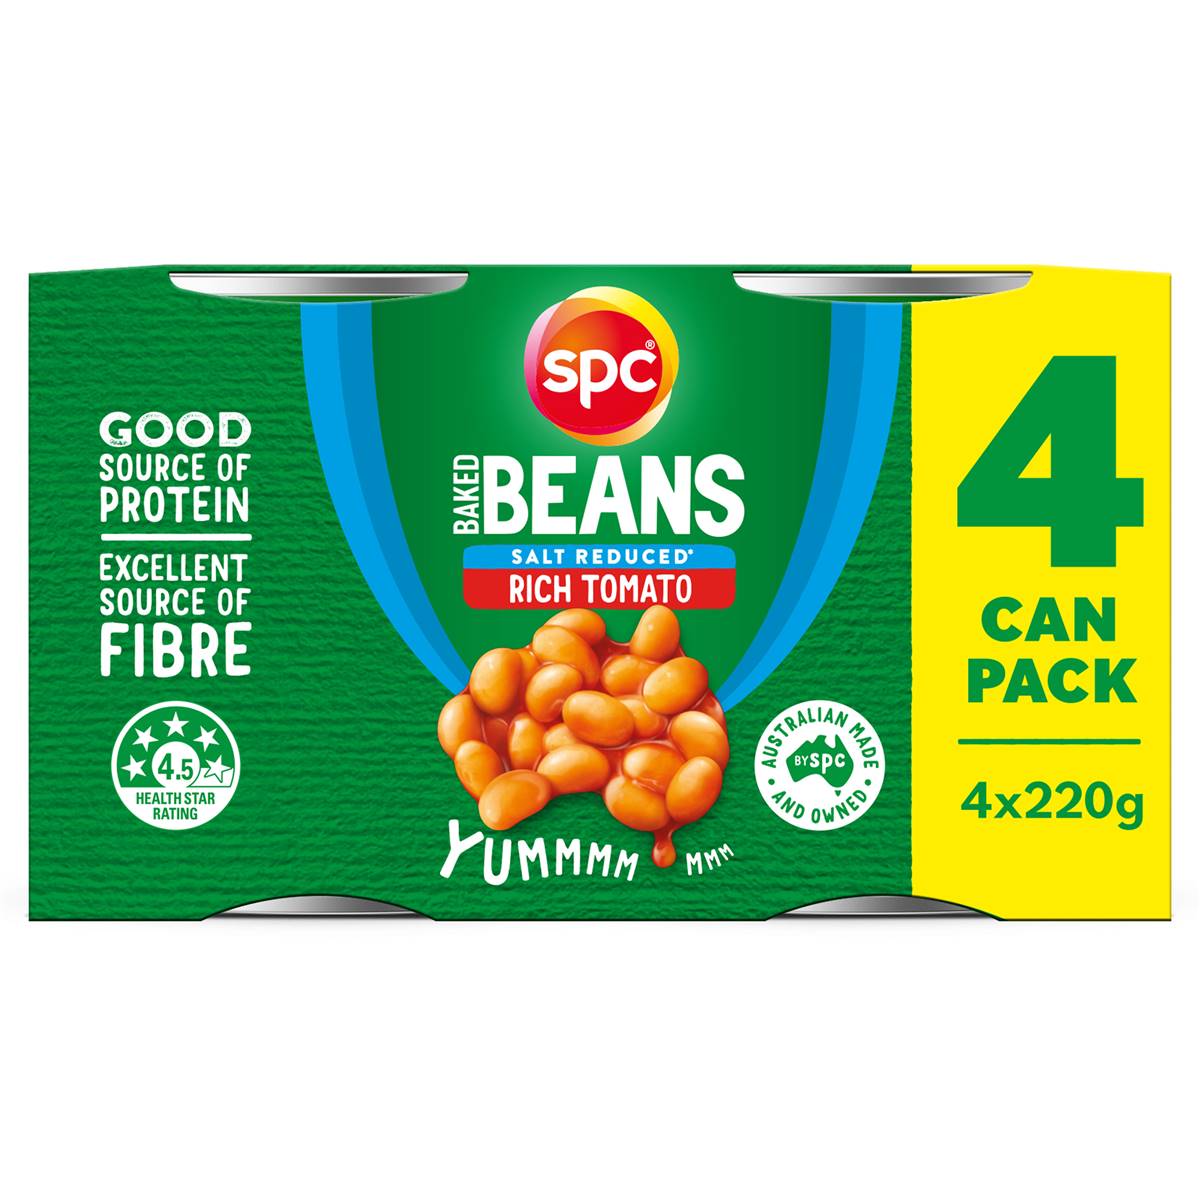 spc®
BAKED
BEANS
SALT REDUCED*
RICH TOMATO
GOOD
SOURCE OF
PROTEIN
EXCELLENT
SOURCE OF
FIBRE
4.5
HEALTH STAR
RATING
YUMMMM MMM
AUSTRALIAN MADE
BY spc
• AND OWNED •
4
CAN
PACK
4x220g